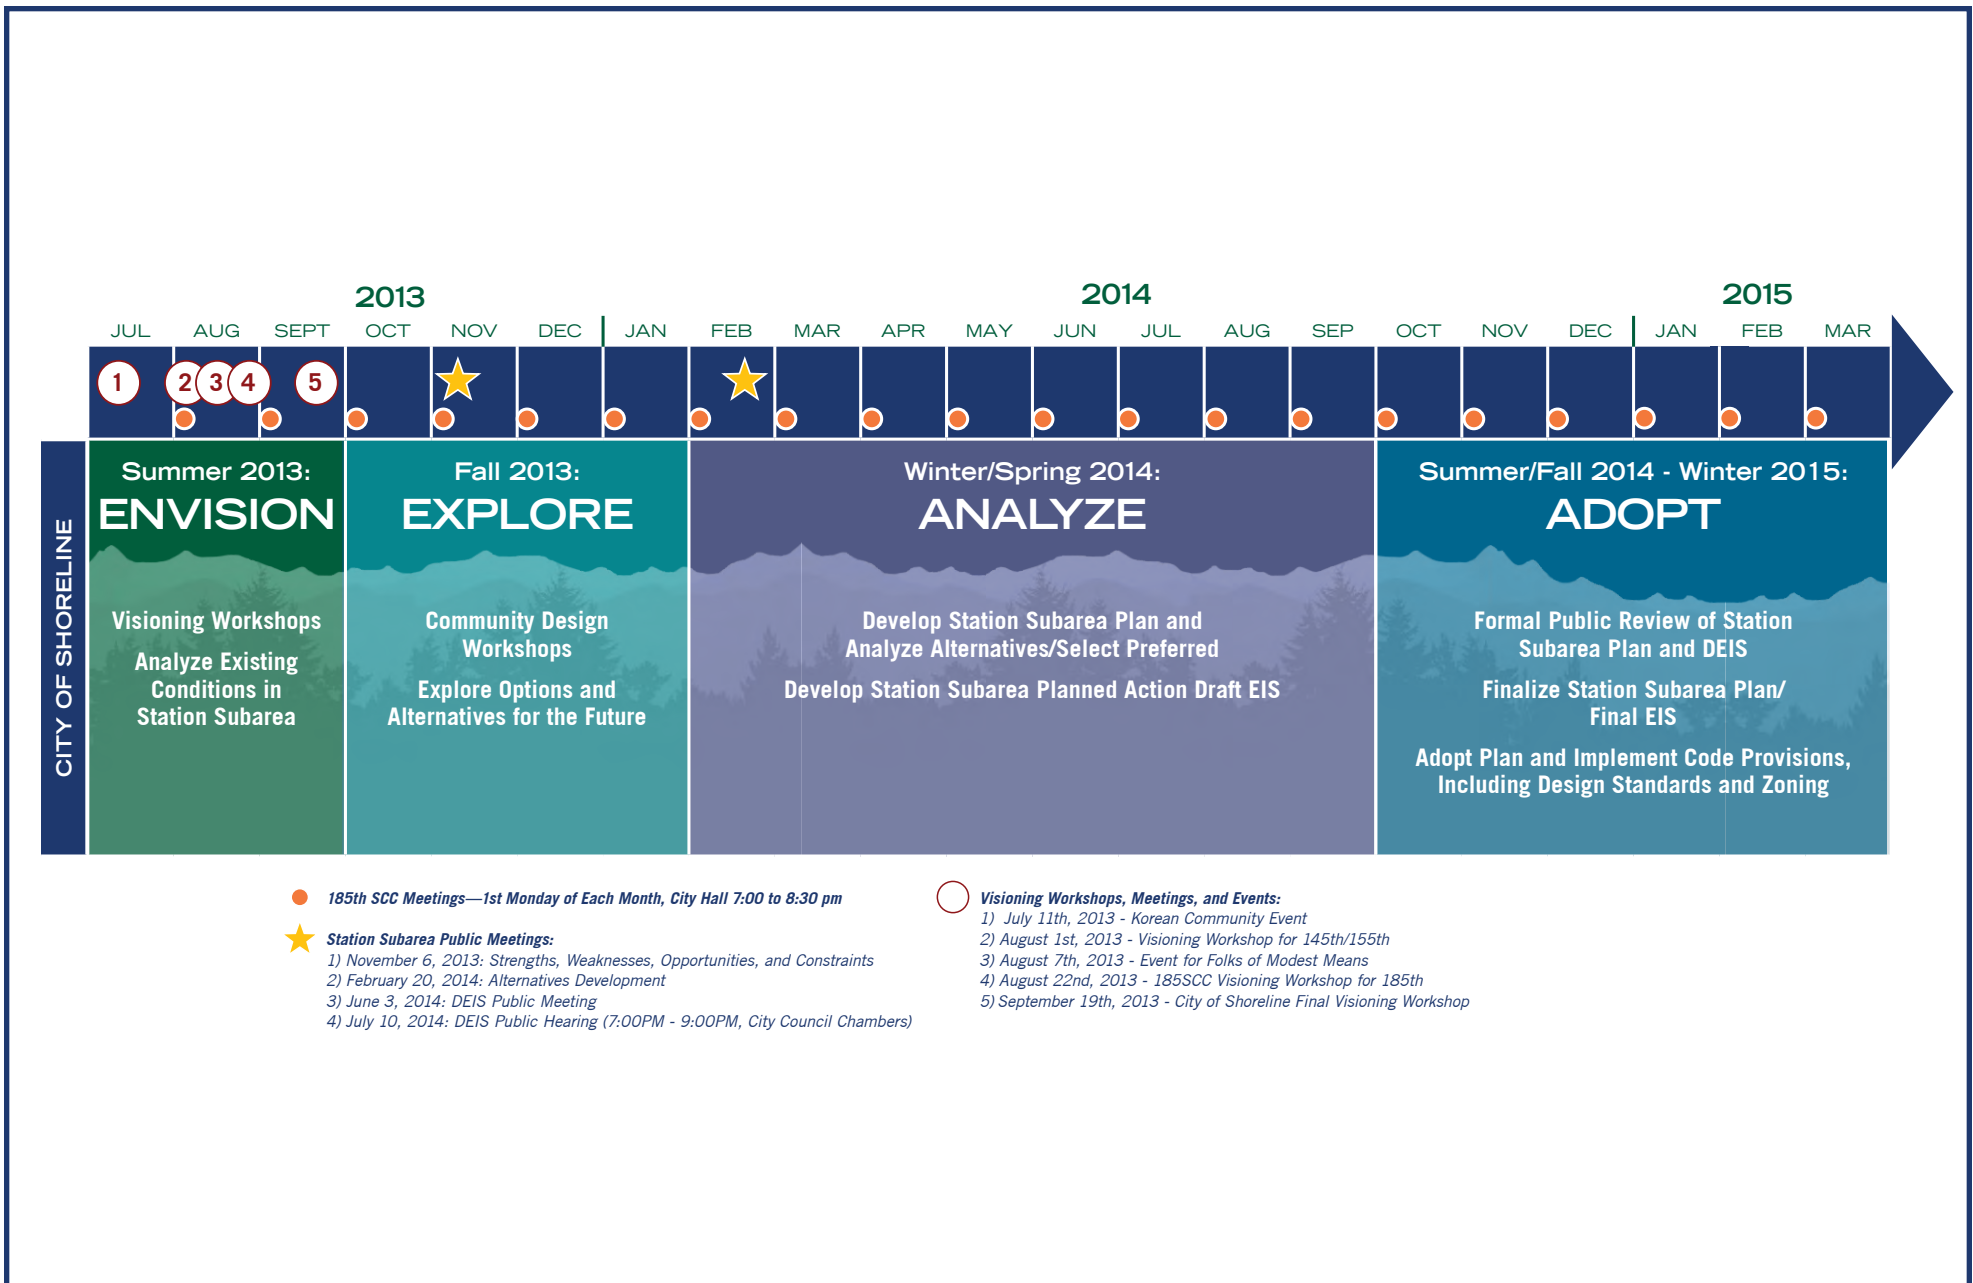 2013
2014
2015
JUL AUG SEPT OCT NOV DEC JAN FEB MAR APR MAY JUN JUL AUG SEP OCT NOV DEC JAN FEB MAR
1 2 3 4 5
CITY OF SHORELINE
Summer 2013:
ENVISION
Visioning Workshops
Analyze Existing
Conditions in
Station Subarea
Fall 2013:
EXPLORE
Community Design
Workshops
Explore Options and
Alternatives for the Future
Winter/Spring 2014:
ANALYZE
Develop Station Subarea Plan and
Analyze Alternatives/Select Preferred
Develop Station Subarea Planned Action Draft EIS
Summer/Fall 2014 - Winter 2015:
ADOPT
Formal Public Review of Station
Subarea Plan and DEIS
Finalize Station Subarea Plan/
Final EIS
Adopt Plan and Implement Code Provisions,
Including Design Standards and Zoning
185th SCC Meetings—1st Monday of Each Month, City Hall 7:00 to 8:30 pm
Station Subarea Public Meetings:
1) November 6, 2013: Strengths, Weaknesses, Opportunities, and Constraints
2) February 20, 2014: Alternatives Development
3) June 3, 2014: DEIS Public Meeting
4) July 10, 2014: DEIS Public Hearing (7:00PM - 9:00PM, City Council Chambers)
Visioning Workshops, Meetings, and Events:
1) July 11th, 2013 - Korean Community Event
2) August 1st, 2013 - Visioning Workshop for 145th/155th
3) August 7th, 2013 - Event for Folks of Modest Means
4) August 22nd, 2013 - 185SCC Visioning Workshop for 185th
5) September 19th, 2013 - City of Shoreline Final Visioning Workshop